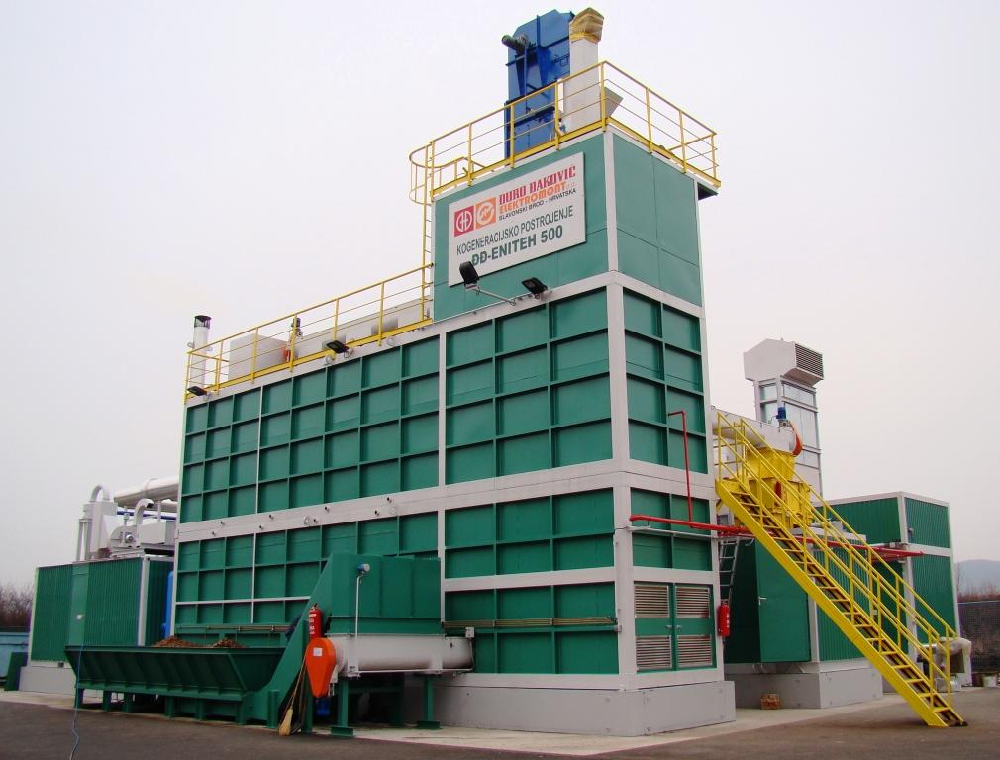 ĐURO ĐAKOVIĆ
ELEKTROMONT d.d.
SLAVONSKI BROD - HRVATSKA
KOGENERACIJSKO POSTROJENJE
ĐĐ-ENITEH 500